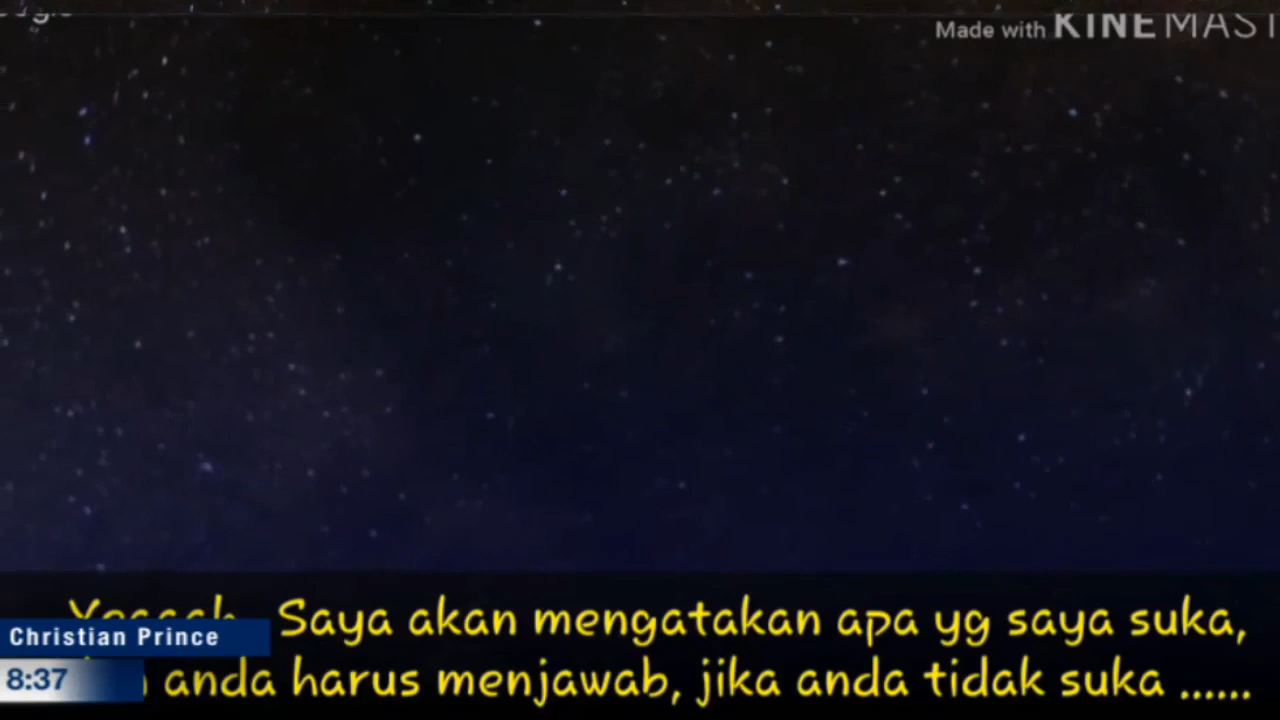 Made with KINEMAST
Saya akan mengatakan apa yg saya suka,
Christian Prince
anda harus menjawab, jika anda tidak suka ......
8:37